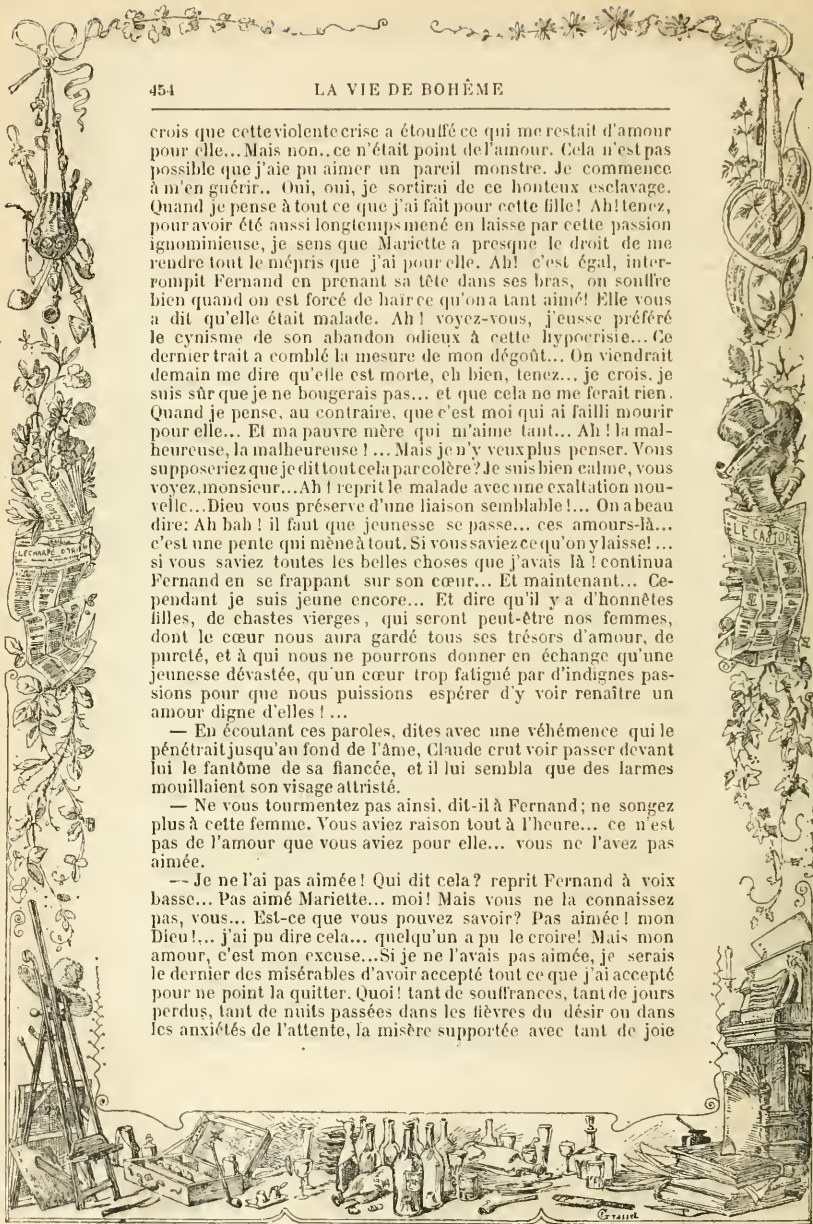 454
LA VIE DE BOHÊME
crois que cette violente crise a étouffé ce qui me restait d'amour
pour elle... Mais non.. ce n'était point de l'amour. Cela n'est pas
possible que j'aie pu aimer un pareil monstre. Je commence
à m'en guérir.. Oui, oui, je sortirai de ce honteux esclavage.
Quand je pense à tout ce que j'ai fait pour cette fille! Ah! tenez,
pour avoir été aussi longtemps mené en laisse par cette passion
ignominieuse, je sens que Mariette a presque le droit de me
rendre tout le mépris que j'ai pour elle. Ah! c'est égal, inter-
rompit Fernand en prenant sa tête dans ses bras, on souffre
bien quand on est forcé de haïr ce qu'on a tant aimé! Elle vous
a dit qu'elle était malade. Ah! voyez-vous, j'eusse préféré
le cynisme de son abandon odieux à cette hypocrisie... Ce
dernier trait a comblé la mesure de mon dégoût... On viendrait
demain me dire qu'elle est morte, eh bien, tenez... je crois, je
suis sûr que je ne bougerais pas... et que cela ne me ferait rien.
Quand je pense, au contraire, que c'est moi qui ai failli mourir
pour elle... Et ma pauvre mère qui m'aime tant... Ah! la mal-
heureuse, la malheureuse!... Mais je n'y veux plus penser. Vous
supposeriez que je dit tout cela par colère? Je suis bien calme, vous
voyez, monsieur... Ah! reprit le malade avec une exaltation nou-
velle... Dieu vous préserve d'une liaison semblable!... On a beau
dire: Ah bah! il faut que jeunesse se passe... ces amours-là...
c'est une pente qui mène à tout. Si vous saviez ce qu'on y laisse!...
si vous saviez toutes les belles choses que j'avais là! continua
Fernand en se frappant sur son cœur... Et maintenant... Ce-
pendant je suis jeune encore... Et dire qu'il y a d'honnêtes
filles, de chastes vierges, qui seront peut-être nos femmes,
dont le cœur nous aura gardé tous ses trésors d'amour, de
pureté, et à qui nous ne pourrons donner en échange qu'une
jeunesse dévastée, qu'un cœur trop fatigué par d'indignes pas-
sions pour que nous puissions espérer d'y voir renaître un
amour digne d'elles!...
— En écoutant ces paroles, dites avec une véhémence qui le
pénétrait jusqu'au fond de l'âme, Claude crut voir passer devant
lui le fantôme de sa fiancée, et il lui sembla que des larmes
mouillaient son visage attristé.
— Ne vous tourmentez pas ainsi, dit-il à Fernand; ne songez
plus à cette femme. Vous aviez raison tout à l'heure... ce n'est
pas de l'amour que vous aviez pour elle... vous ne l'avez pas
aimée.
— Je ne l'ai pas aimée! Qui dit cela? reprit Fernand à voix
basse... Pas aimé Mariette... moi! Mais vous ne la connaissez
pas, vous... Est-ce que vous pouvez savoir? Pas aimée! mon
Dieu!... j'ai pu dire cela... quelqu'un a pu le croire! Mais mon
amour, c'est mon excuse... Si je ne l'avais pas aimée, je serais
le dernier des misérables d'avoir accepté tout ce que j'ai accepté
pour ne point la quitter. Quoi! tant de souffrances, tant de jours
perdus, tant de nuits passées dans les fièvres du désir ou dans
les anxiétés de l'attente, la misère supportée avec tant de joie
LE CASTOR
L'ECHARPE D'IRIS
Grasset